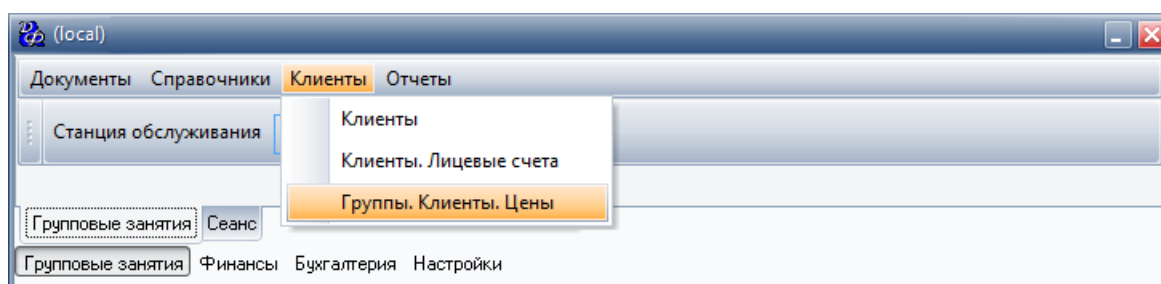 (local)
Документы Справочники Клиенты Отчеты
Клиенты
Станция обслуживания
Клиенты. Лицевые счета
Группы. Клиенты. Цены
Групповые занятия Сеанс
Групповые занятия Финансы Бухгалтерия Настройки